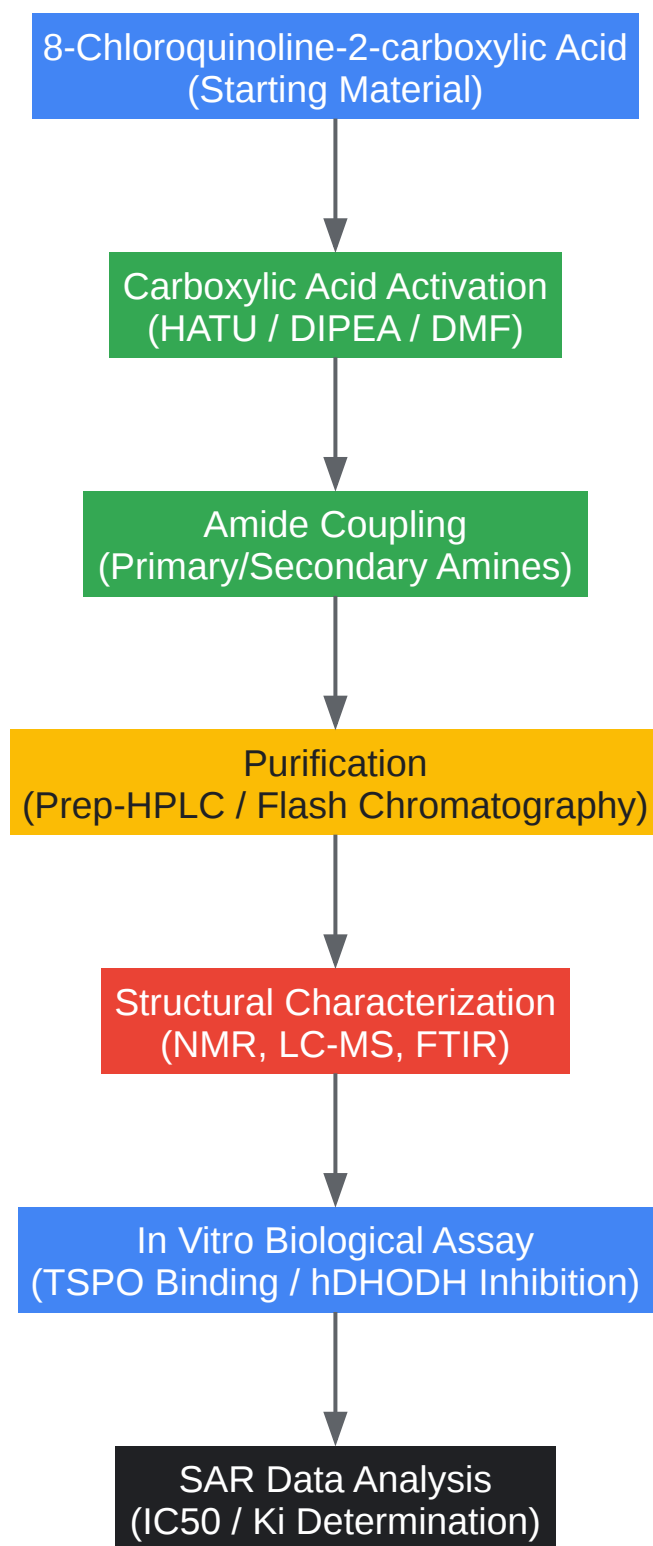 8-Chloroquinoline-2-carboxylic Acid
(Starting Material)
Carboxylic Acid Activation
(HATU / DIPEA / DMF)
Amide Coupling
(Primary/Secondary Amines)
Purification
(Prep-HPLC / Flash Chromatography)
Structural Characterization
(NMR, LC-MS, FTIR)
In Vitro Biological Assay
(TSPO Binding / hDHODH Inhibition)
SAR Data Analysis
(IC50 / Ki Determination)